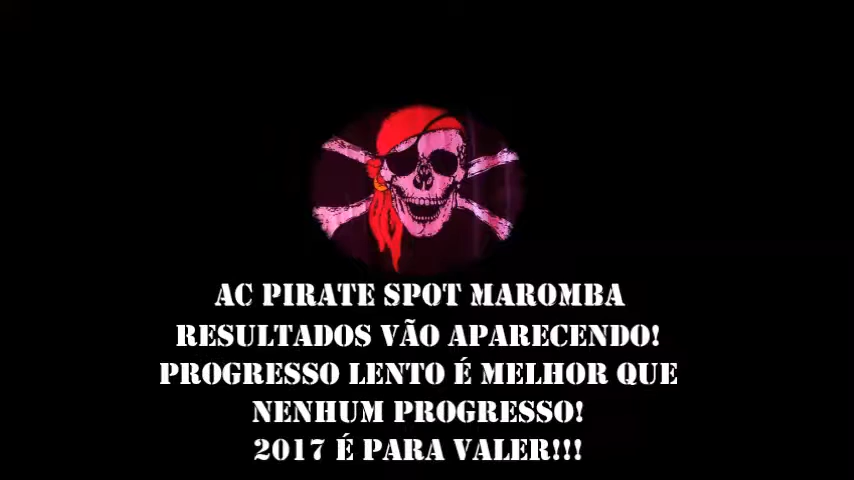 AC PIRATE SPOT MAROMBA
RESULTADOS VÃO APARECENDO!
PROGRESSO LENTO É MELHOR QUE
NENHUM PROGRESSO!
2017 É PARA VALER!!!